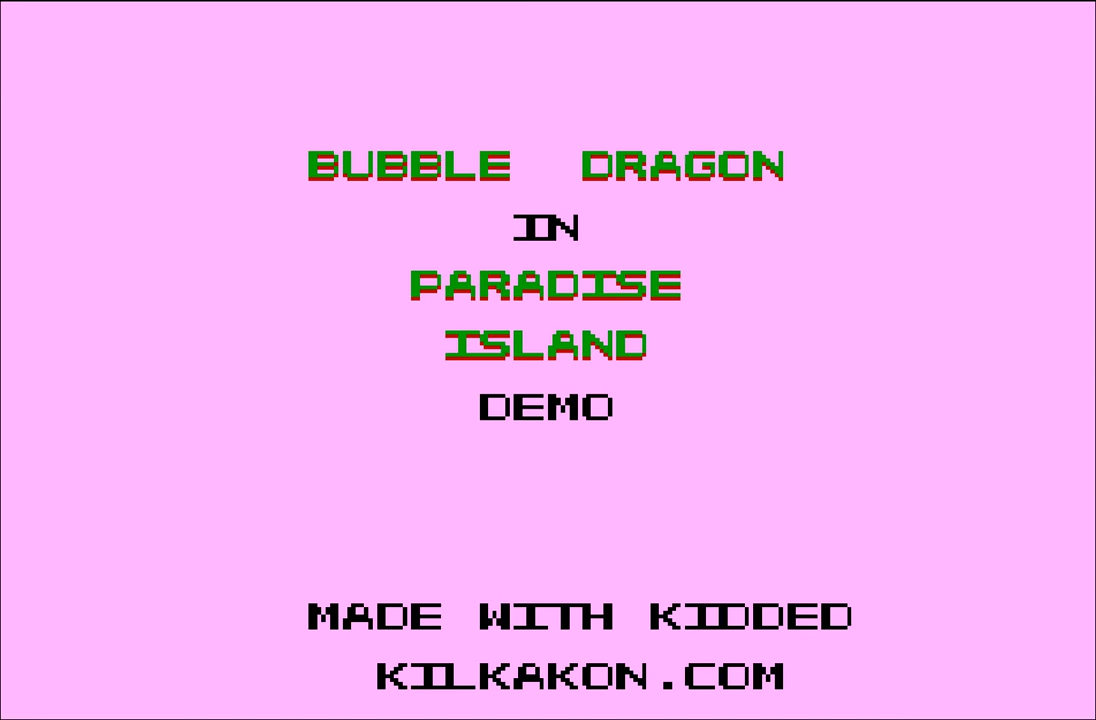 BUBBLE DRAGON
IN
PARADISE
ISLAND
DEMO
MADE WITH KIDDED
KILKAKON.COM